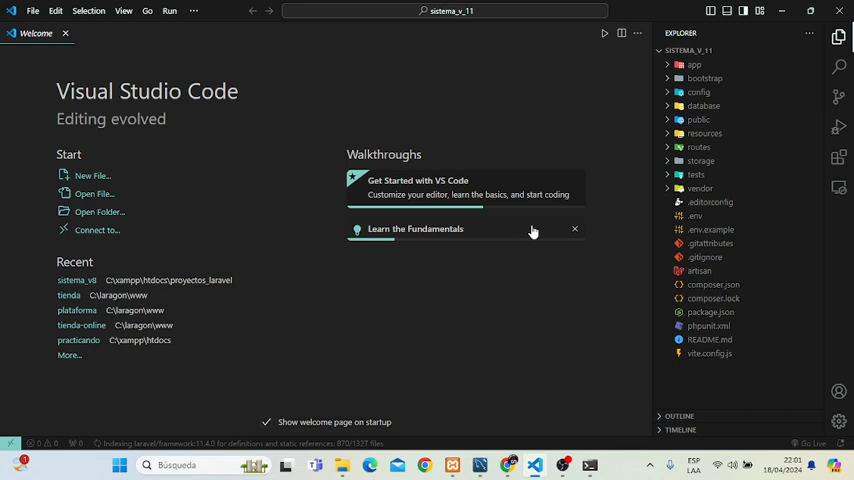 File Edit Selection View Go Run ···
sistema_v_11
Welcome
EXPLORER
SISTEMA_V_11
app
bootstrap
config
database
public
resources
routes
storage
tests
vendor
.editorconfig
.env
.env.example
.gitattributes
.gitignore
artisan
composer.json
composer.lock
package.json
phpunit.xml
README.md
vite.config.js
OUTLINE
TIMELINE
Visual Studio Code
Editing evolved
Start
New File...
Open File...
Open Folder...
Connect to...
Recent
sistema_v8 C:\xampp\htdocs\proyectos_laravel
tienda C:\laragon\www
plataforma C:\laragon\www
tienda-online C:\laragon\www
practicando C:\xampp\htdocs
More...
Walkthroughs
Get Started with VS Code
Customize your editor, learn the basics, and start coding
Learn the Fundamentals
Show welcome page on startup
0 0 0 Indexing laravel/framework:11.4.0 for definitions and static references: 870/1327 files Go Live
Búsqueda
ESP
LAA
22:01
18/04/2024